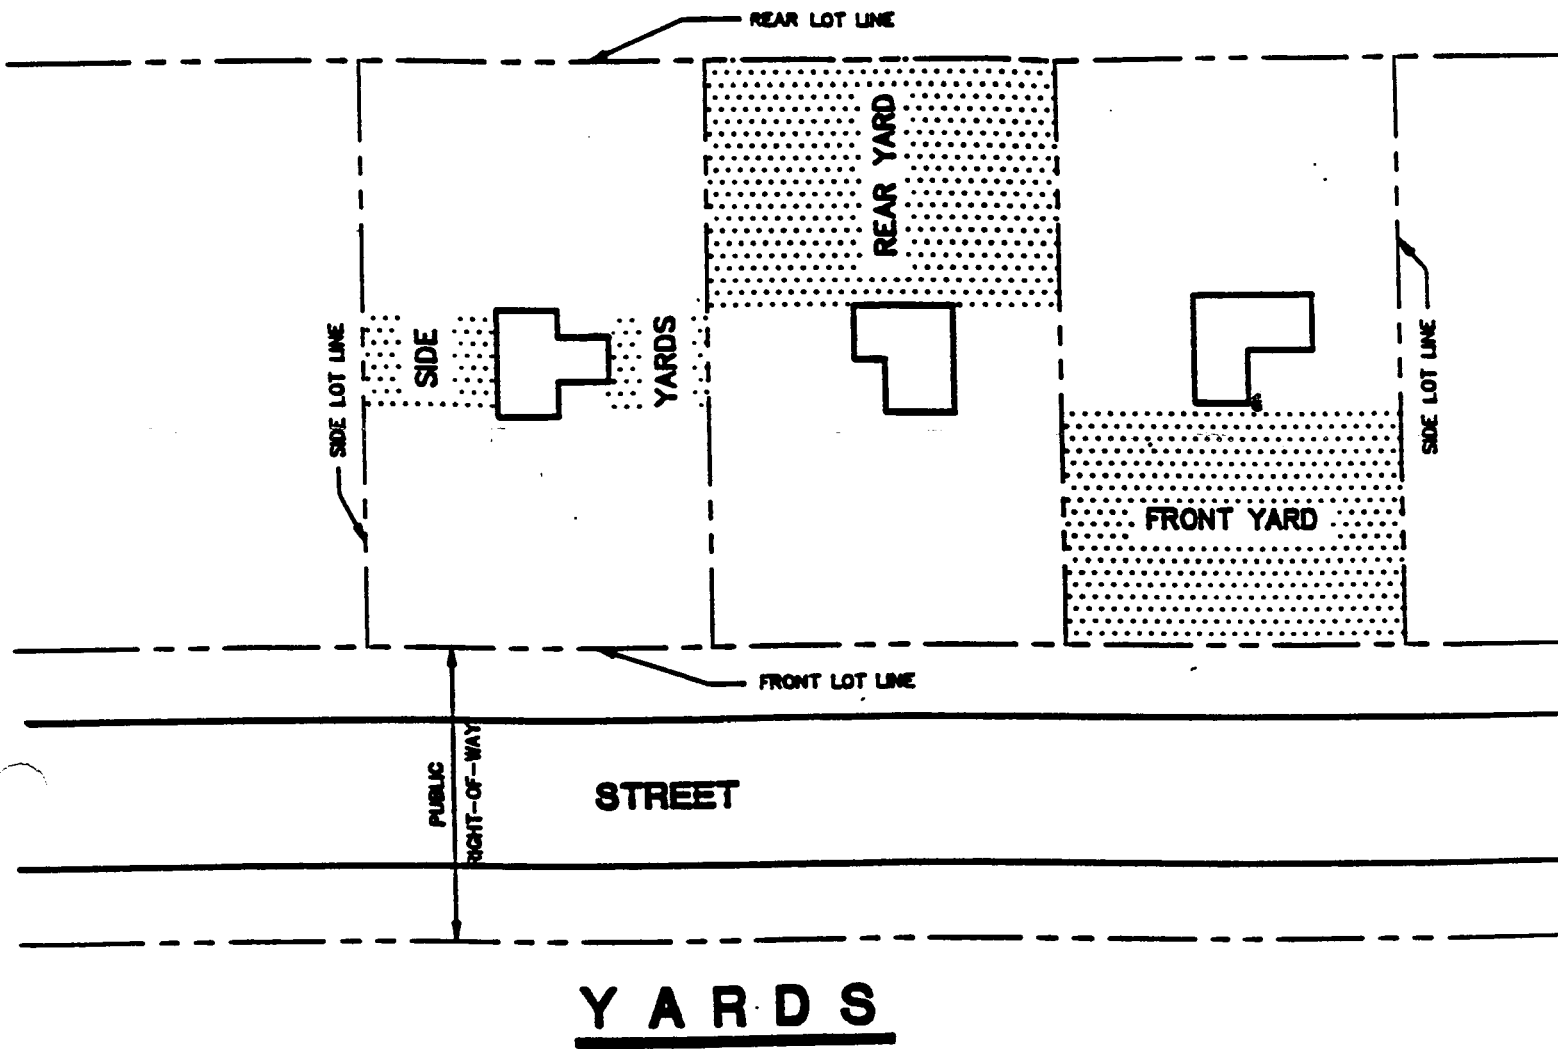 REAR LOT LINE
REAR YARD
SIDE YARDS
SIDE LOT LINE
SIDE LOT LINE
FRONT YARD
FRONT LOT LINE
PUBLIC
RIGHT-OF-WAY
STREET
YARDS